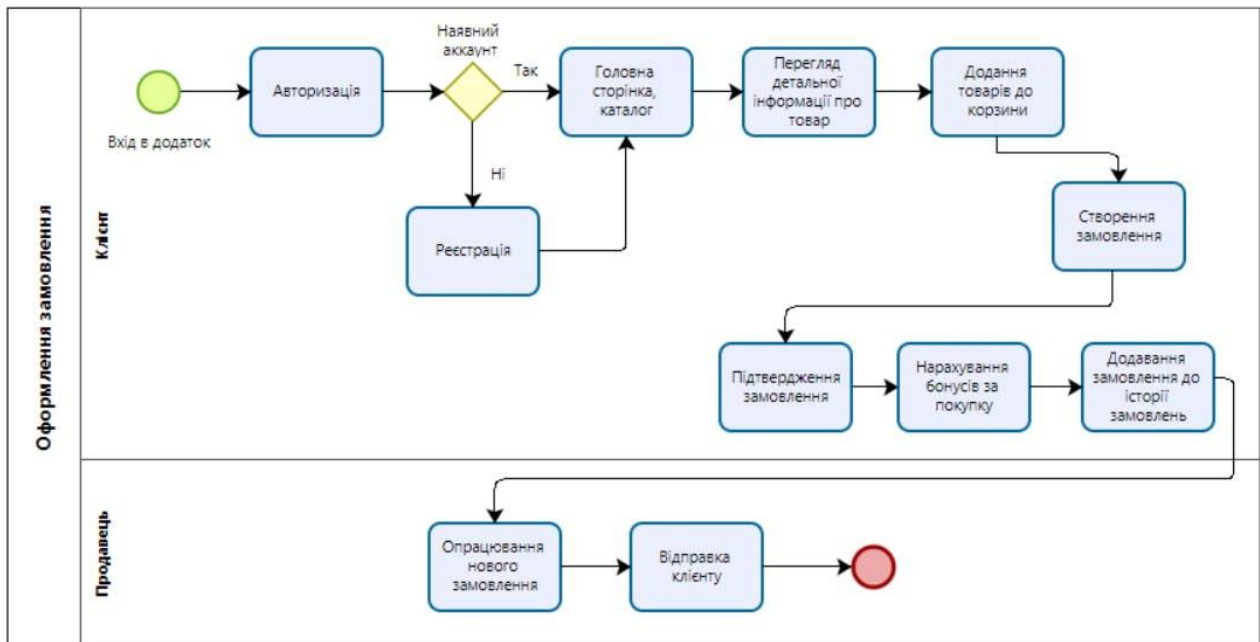 Оформлення замовлення
Клієнт
Вхід в додаток
Авторизація
Наявний
аккаунт
Так
Ні
Реєстрація
Головна
сторінка,
каталог
Перегляд
детальної
інформації про
товар
Додання
товарів до
корзини
Створення
замовлення
Підтвердження
замовлення
Нарахування
бонусів за
покупку
Додавання
замовлення до
історії
замовлень
Продавець
Опрацювання
нового
замовлення
Відправка
клієнту